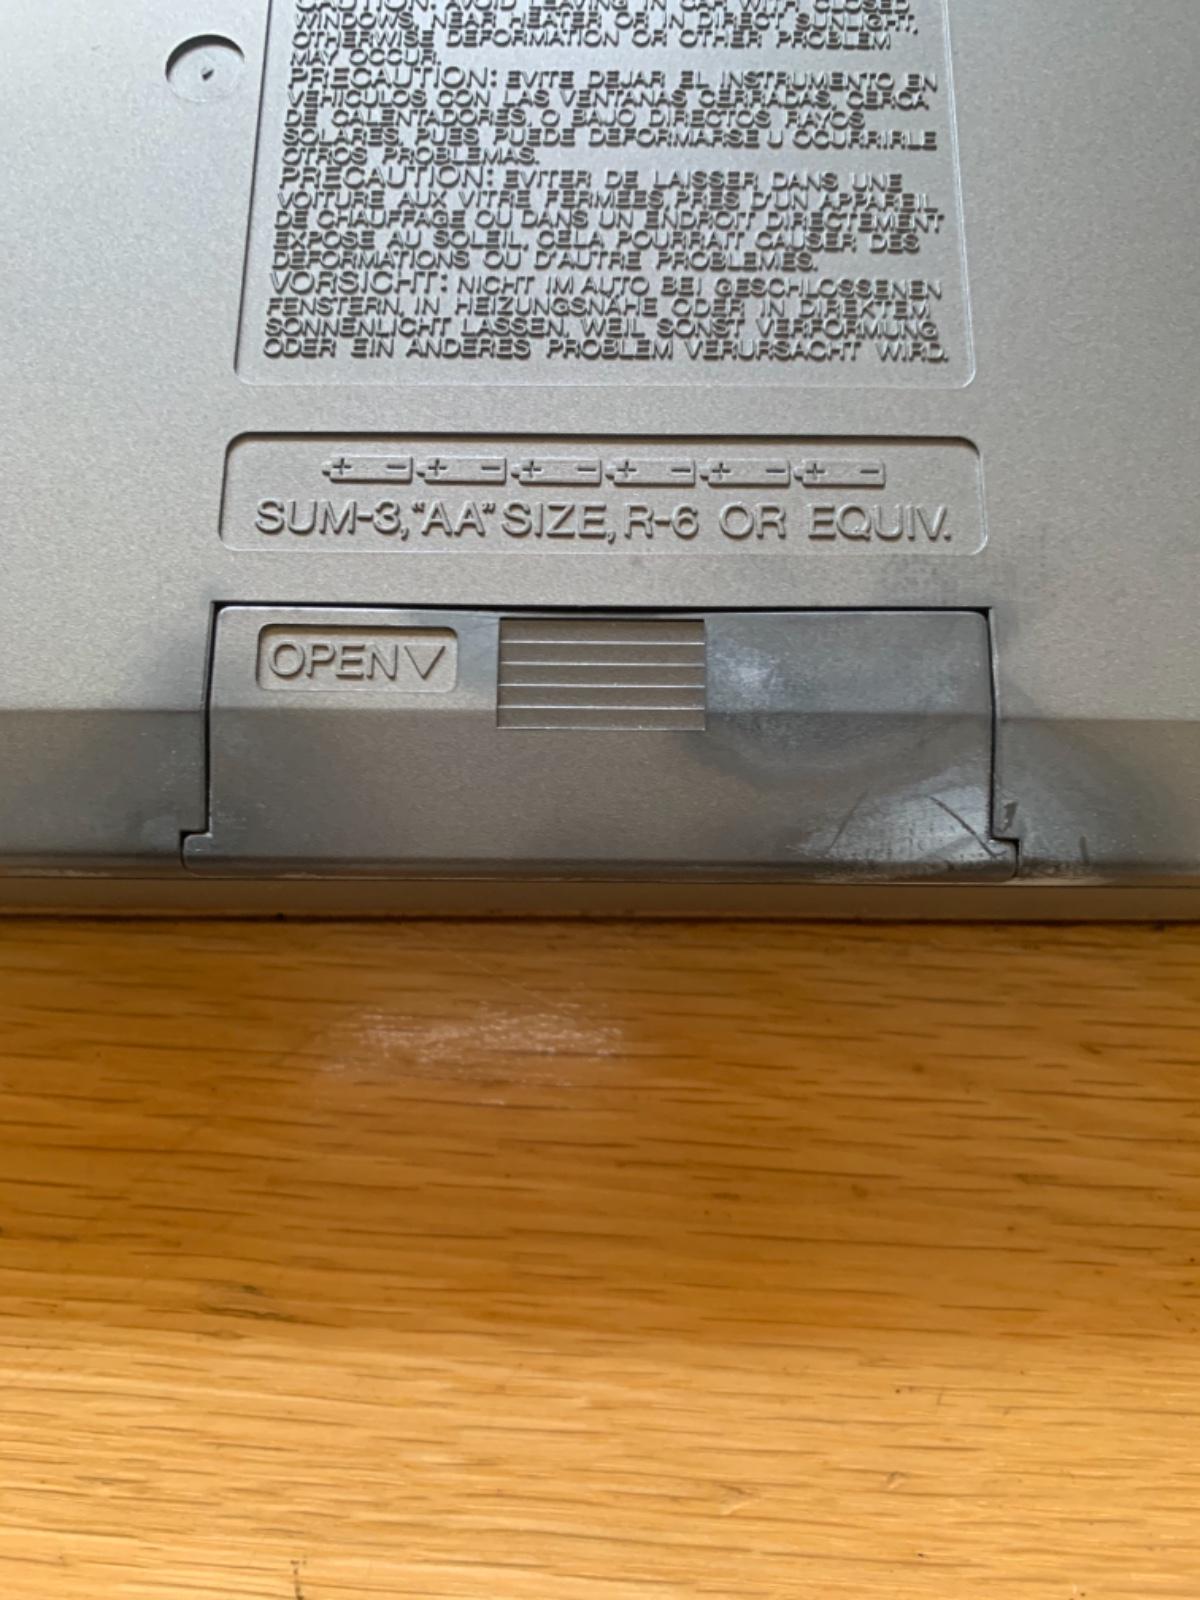 CAUTION: AVOID LEAVING IN CAR WITH CLOSED
WINDOWS, NEAR HEATER OR IN DIRECT SUNLIGHT,
OTHERWISE DEFORMATION OR OTHER PROBLEM
MAY OCCUR.
PRECAUTION: EVITE DEJAR EL INSTRUMENTO EN
VEHICULOS CON LAS VENTANAS CERRADAS, CERCA
DE CALENTADORES, O BAJO DIRECTOS RAYOS
SOLARES, PUES PUEDE DEFORMARSE U OCURRIRLE
OTROS PROBLEMAS.
PRECAUTION: EVITER DE LAISSER DANS UNE
VOITURE AUX VITRE FERMÉES, PRÈS D'UN APPAREIL
DE CHAUFFAGE OU DANS UN ENDROIT DIRECTEMENT
EXPOSÉ AU SOLEIL, CELA POURRAIT CAUSER DES
DEFORMATIONS OU D'AUTRE PROBLEMES.
VORSICHT: NICHT IM AUTO BEI GESCHLOSSENEN
FENSTERN, IN HEIZUNGSNÄHE ODER IN DIREKTEM
SONNENLICHT LASSEN, WEIL SONST VERFORMUNG
ODER EIN ANDERES PROBLEM VERURSACHT WIRD.
+ - + - + - + - + - + -
SUM-3, "AA" SIZE, R-6 OR EQUIV.
OPEN▽